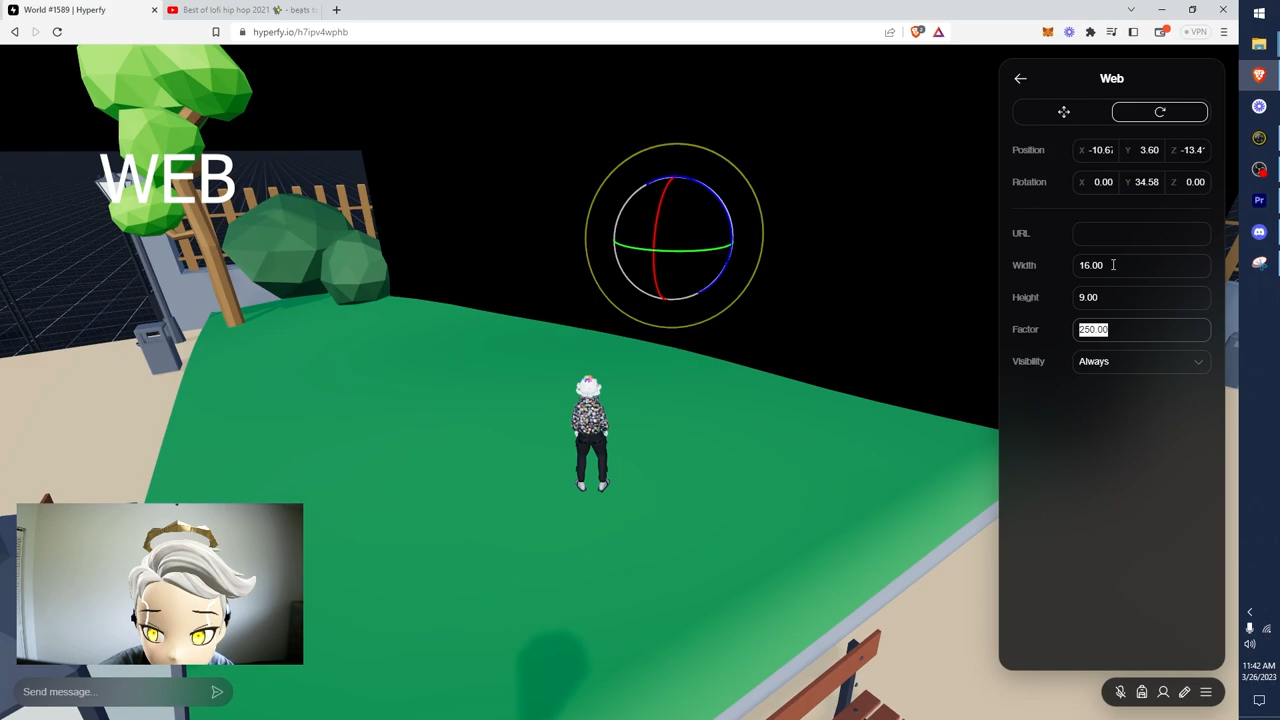 World #1589 | Hyperfy
Best of lofi hip hop 2021 - beats to
hyperfy.io/h7ipv4wphb
VPN
WEB
Web
Position X -10.67 Y 3.60 Z -13.4
Rotation X 0.00 Y 34.58 Z 0.00
URL
Width 16.00
Height 9.00
Factor 250.00
Visibility Always
Send message...
Pr
11:42 AM
3/26/2023